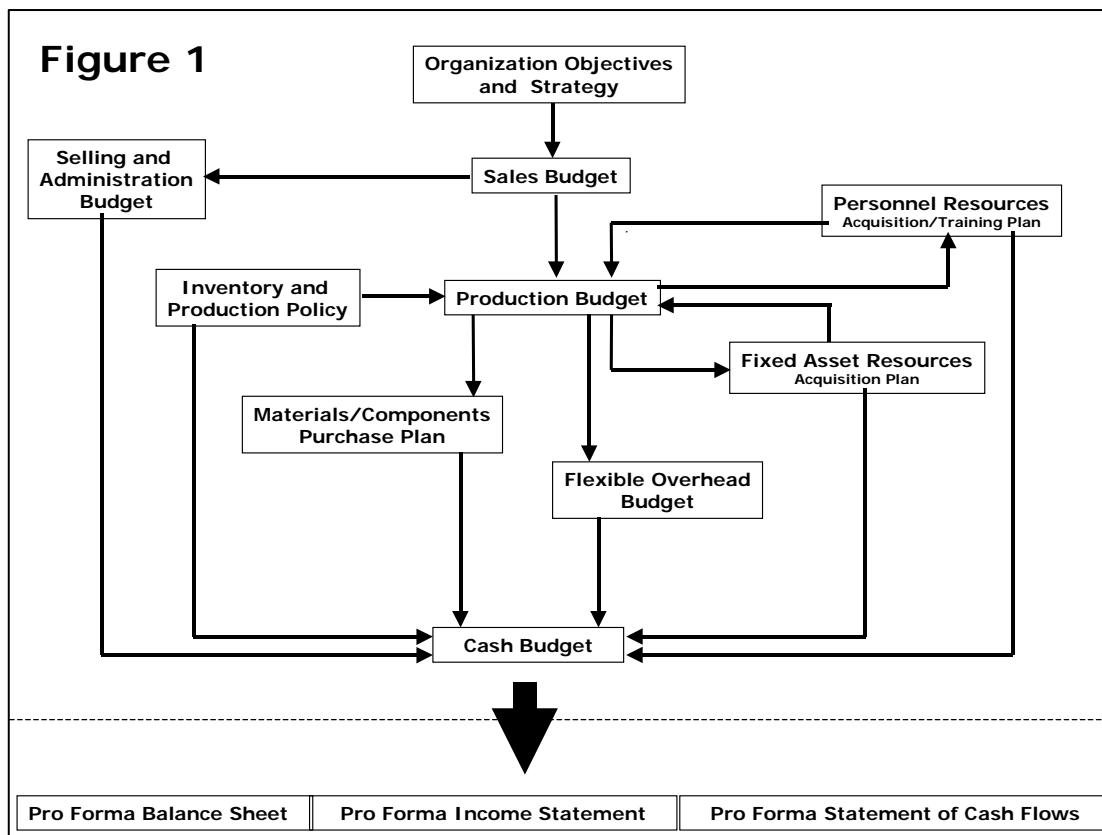 Figure 1
Organization Objectives
and Strategy
Selling and
Administration
Budget
Sales Budget
Personnel Resources
Acquisition/Training Plan
Inventory and
Production Policy
Production Budget
Fixed Asset Resources
Acquisition Plan
Materials/Components
Purchase Plan
Flexible Overhead
Budget
Cash Budget
Pro Forma Balance Sheet
Pro Forma Income Statement
Pro Forma Statement of Cash Flows